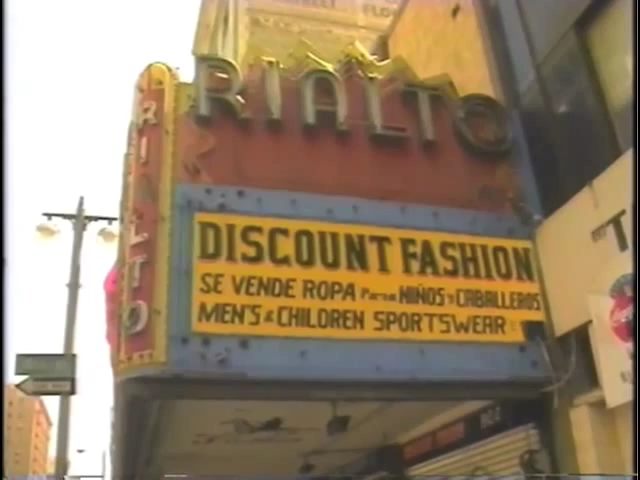 RIALTO
RIALTO
DISCOUNT FASHION
SE VENDE ROPA Para NIÑOS Y CABALLEROS
MEN'S & CHILDREN SPORTSWEAR